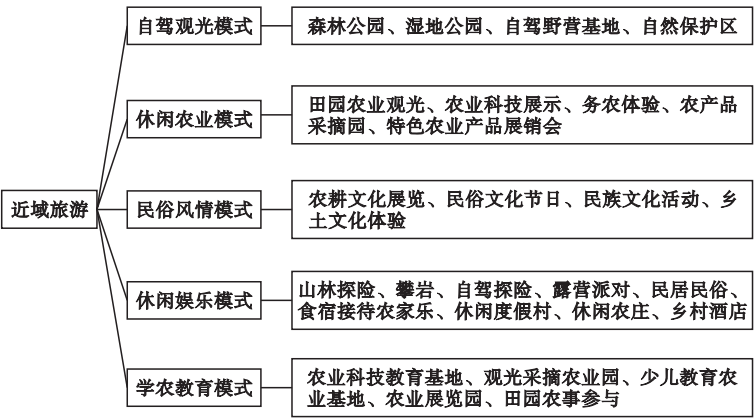 近域旅游
自驾观光模式
森林公园、湿地公园、自驾野营基地、自然保护区
休闲农业模式
田园农业观光、农业科技展示、务农体验、农产品
采摘园、特色农业产品展销会
民俗风情模式
农耕文化展览、民俗文化节日、民族文化活动、乡
土文化体验
休闲娱乐模式
山林探险、攀岩、自驾探险、露营派对、民居民俗、
食宿接待农家乐、休闲度假村、休闲农庄、乡村酒店
学农教育模式
农业科技教育基地、观光采摘农业园、少儿教育农
业基地、农业展览园、田园农事参与